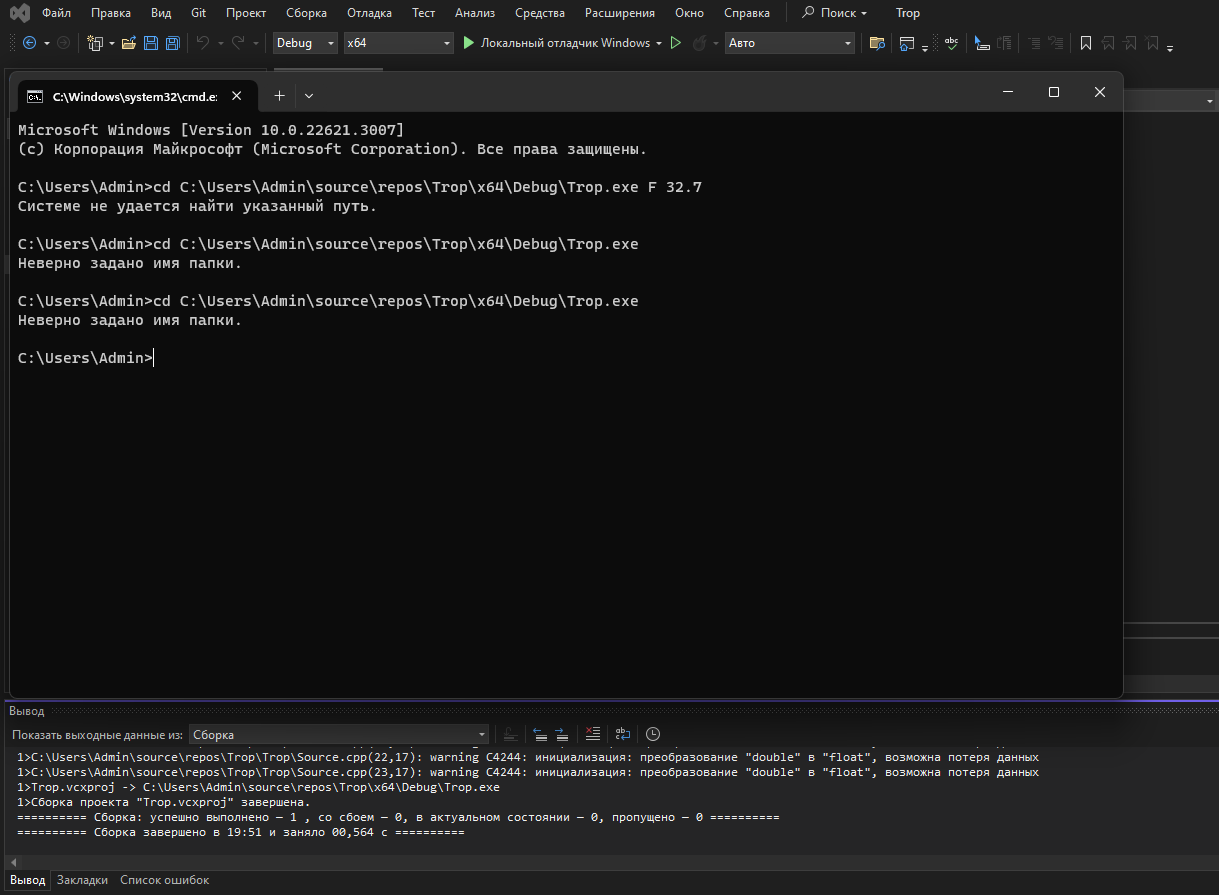 Файл Правка Вид Git Проект Сборка Отладка Тест Анализ Средства Расширения Окно Справка Поиск Trop
Debug x64 Локальный отладчик Windows Авто
C:\Windows\system32\cmd.e:
Microsoft Windows [Version 10.0.22621.3007]
(c) Корпорация Майкрософт (Microsoft Corporation). Все права защищены.
C:\Users\Admin>cd C:\Users\Admin\source\repos\Trop\x64\Debug\Trop.exe F 32.7
Системе не удается найти указанный путь.
C:\Users\Admin>cd C:\Users\Admin\source\repos\Trop\x64\Debug\Trop.exe
Неверно задано имя папки.
C:\Users\Admin>cd C:\Users\Admin\source\repos\Trop\x64\Debug\Trop.exe
Неверно задано имя папки.
C:\Users\Admin>
Вывод
Показать выходные данные из: Сборка
1>C:\Users\Admin\source\repos\Trop\Trop\Source.cpp(22,17): warning C4244: инициализация: преобразование "double" в "float", возможна потеря данных
1>C:\Users\Admin\source\repos\Trop\Trop\Source.cpp(23,17): warning C4244: инициализация: преобразование "double" в "float", возможна потеря данных
1>Trop.vcxproj -> C:\Users\Admin\source\repos\Trop\x64\Debug\Trop.exe
1>Сборка проекта "Trop.vcxproj" завершена.
========== Сборка: успешно выполнено — 1 , со сбоем — 0, в актуальном состоянии — 0, пропущено — 0 ==========
========== Сборка завершено в 19:51 и заняло 00,564 с ==========
Вывод Закладки Список ошибок